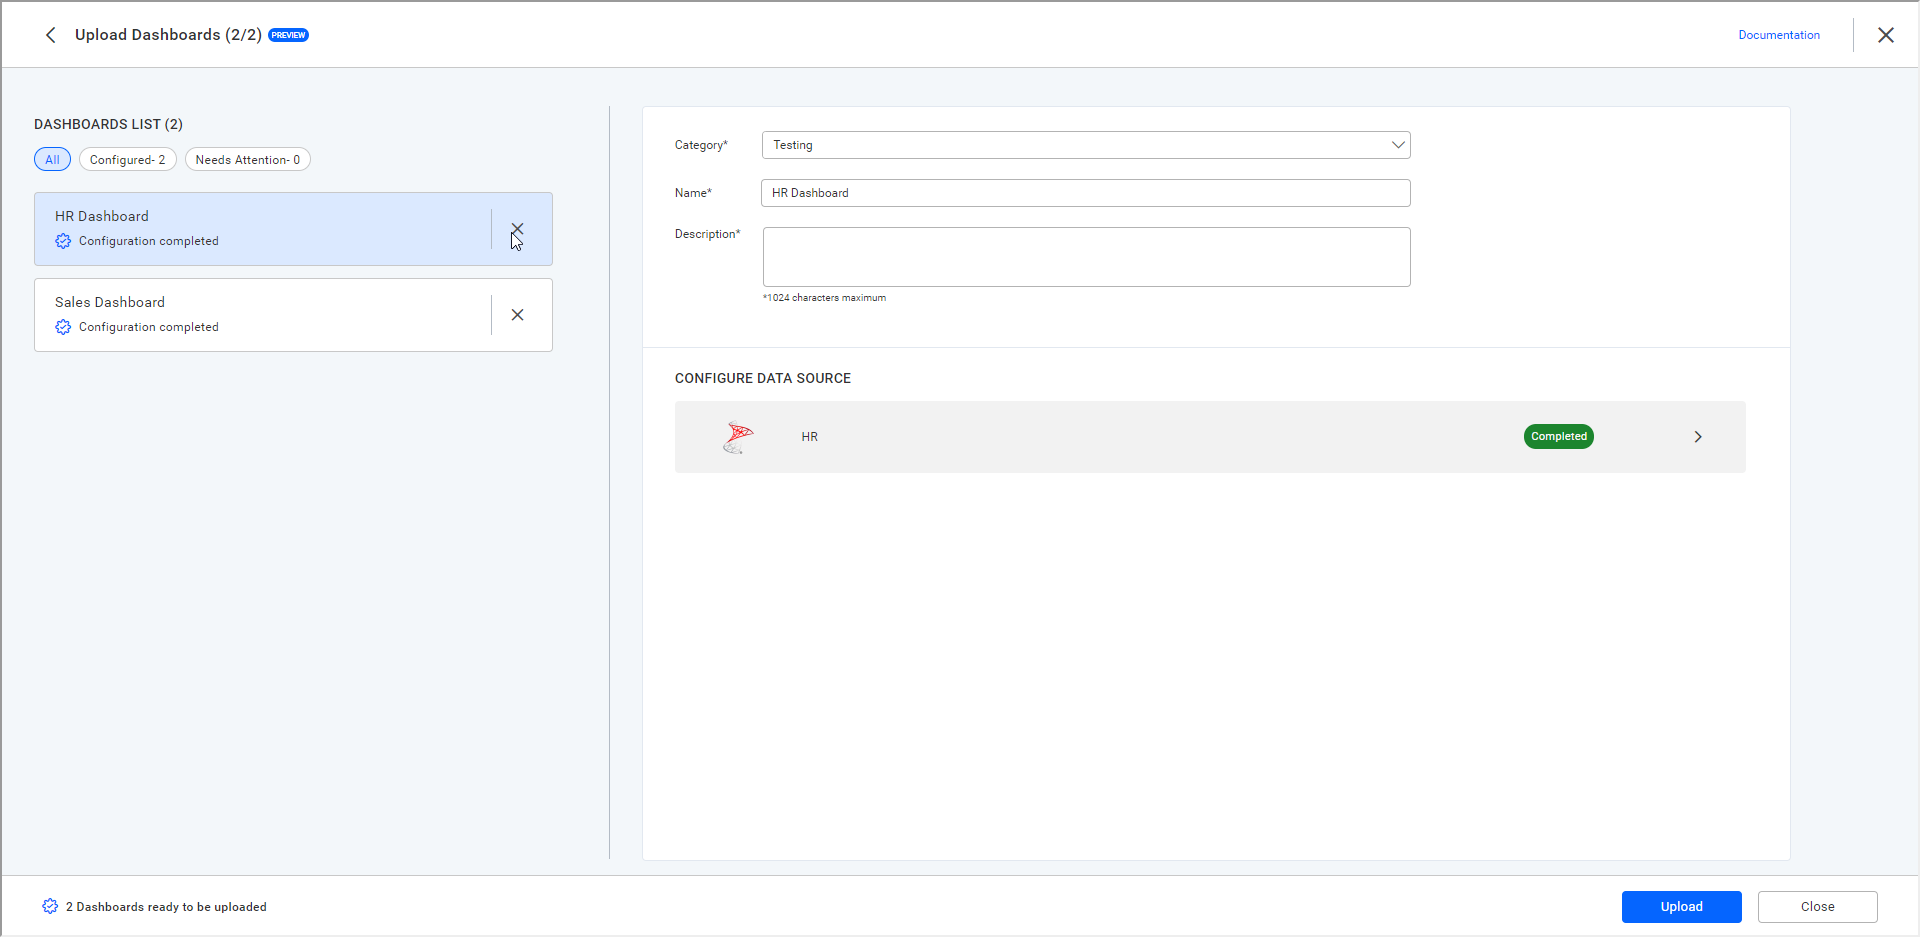 Upload Dashboards (2/2) PREVIEW
Documentation
DASHBOARDS LIST (2)
All
Configured- 2
Needs Attention- 0
HR Dashboard
Configuration completed
Sales Dashboard
Configuration completed
Category*
Testing
Name*
HR Dashboard
Description*
*1024 characters maximum
CONFIGURE DATA SOURCE
HR
Completed
2 Dashboards ready to be uploaded
Upload
Close